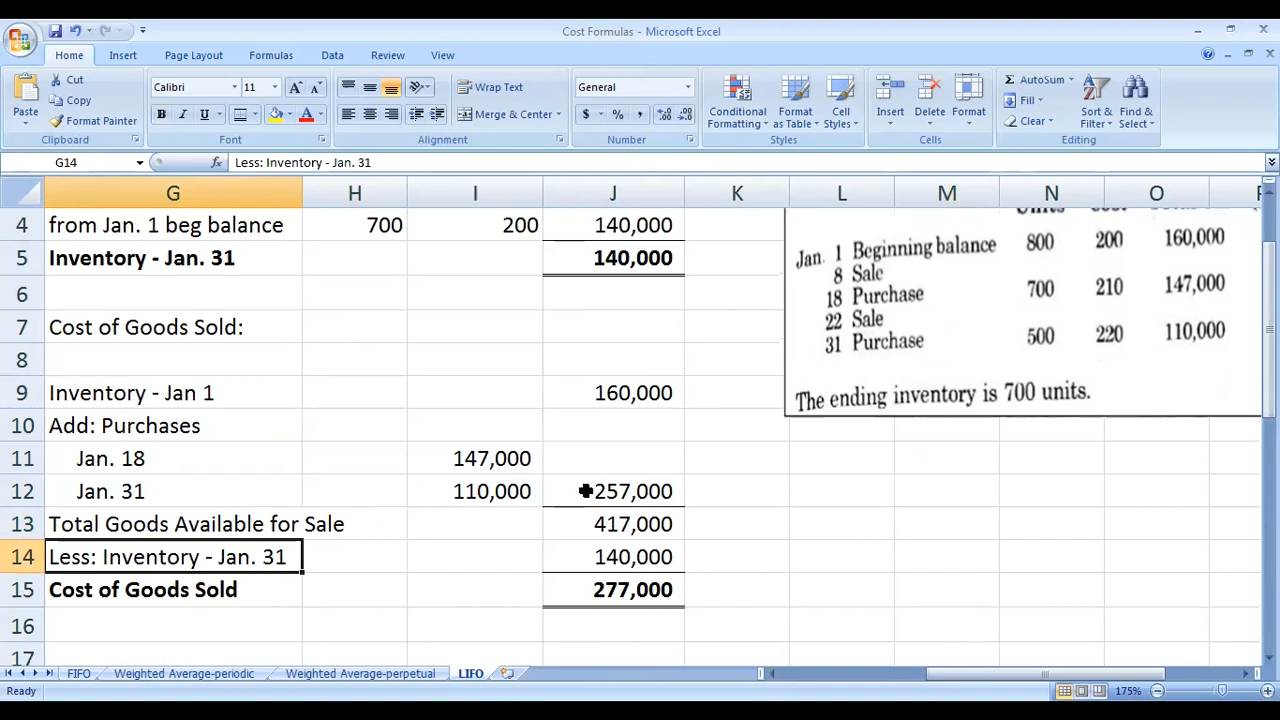 Cost Formulas - Microsoft Excel
Home Insert Page Layout Formulas Data Review View
Paste
Cut
Copy
Format Painter
Clipboard
Calibri 11
B I U
Font
Wrap Text
Merge & Center
Alignment
General
$ % ,
Number
Conditional Formatting
Format as Table
Cell Styles
Styles
Insert
Delete
Format
Cells
AutoSum
Fill
Clear
Sort & Filter
Find & Select
Editing
G14 fx Less: Inventory - Jan. 31
G H I J K L M N O
4 from Jan. 1 beg balance 700 200 140,000
5 Inventory - Jan. 31 140,000
6
7 Cost of Goods Sold:
8
9 Inventory - Jan 1 160,000
10 Add: Purchases
11 Jan. 18 147,000
12 Jan. 31 110,000 257,000
13 Total Goods Available for Sale 417,000
14 Less: Inventory - Jan. 31 140,000
15 Cost of Goods Sold 277,000
16
17
Units
Jan. 1 Beginning balance 800 200 160,000
8 Sale
18 Purchase 700 210 147,000
22 Sale
31 Purchase 500 220 110,000
The ending inventory is 700 units.
FIFO Weighted Average-periodic Weighted Average-perpetual LIFO
Ready 175%